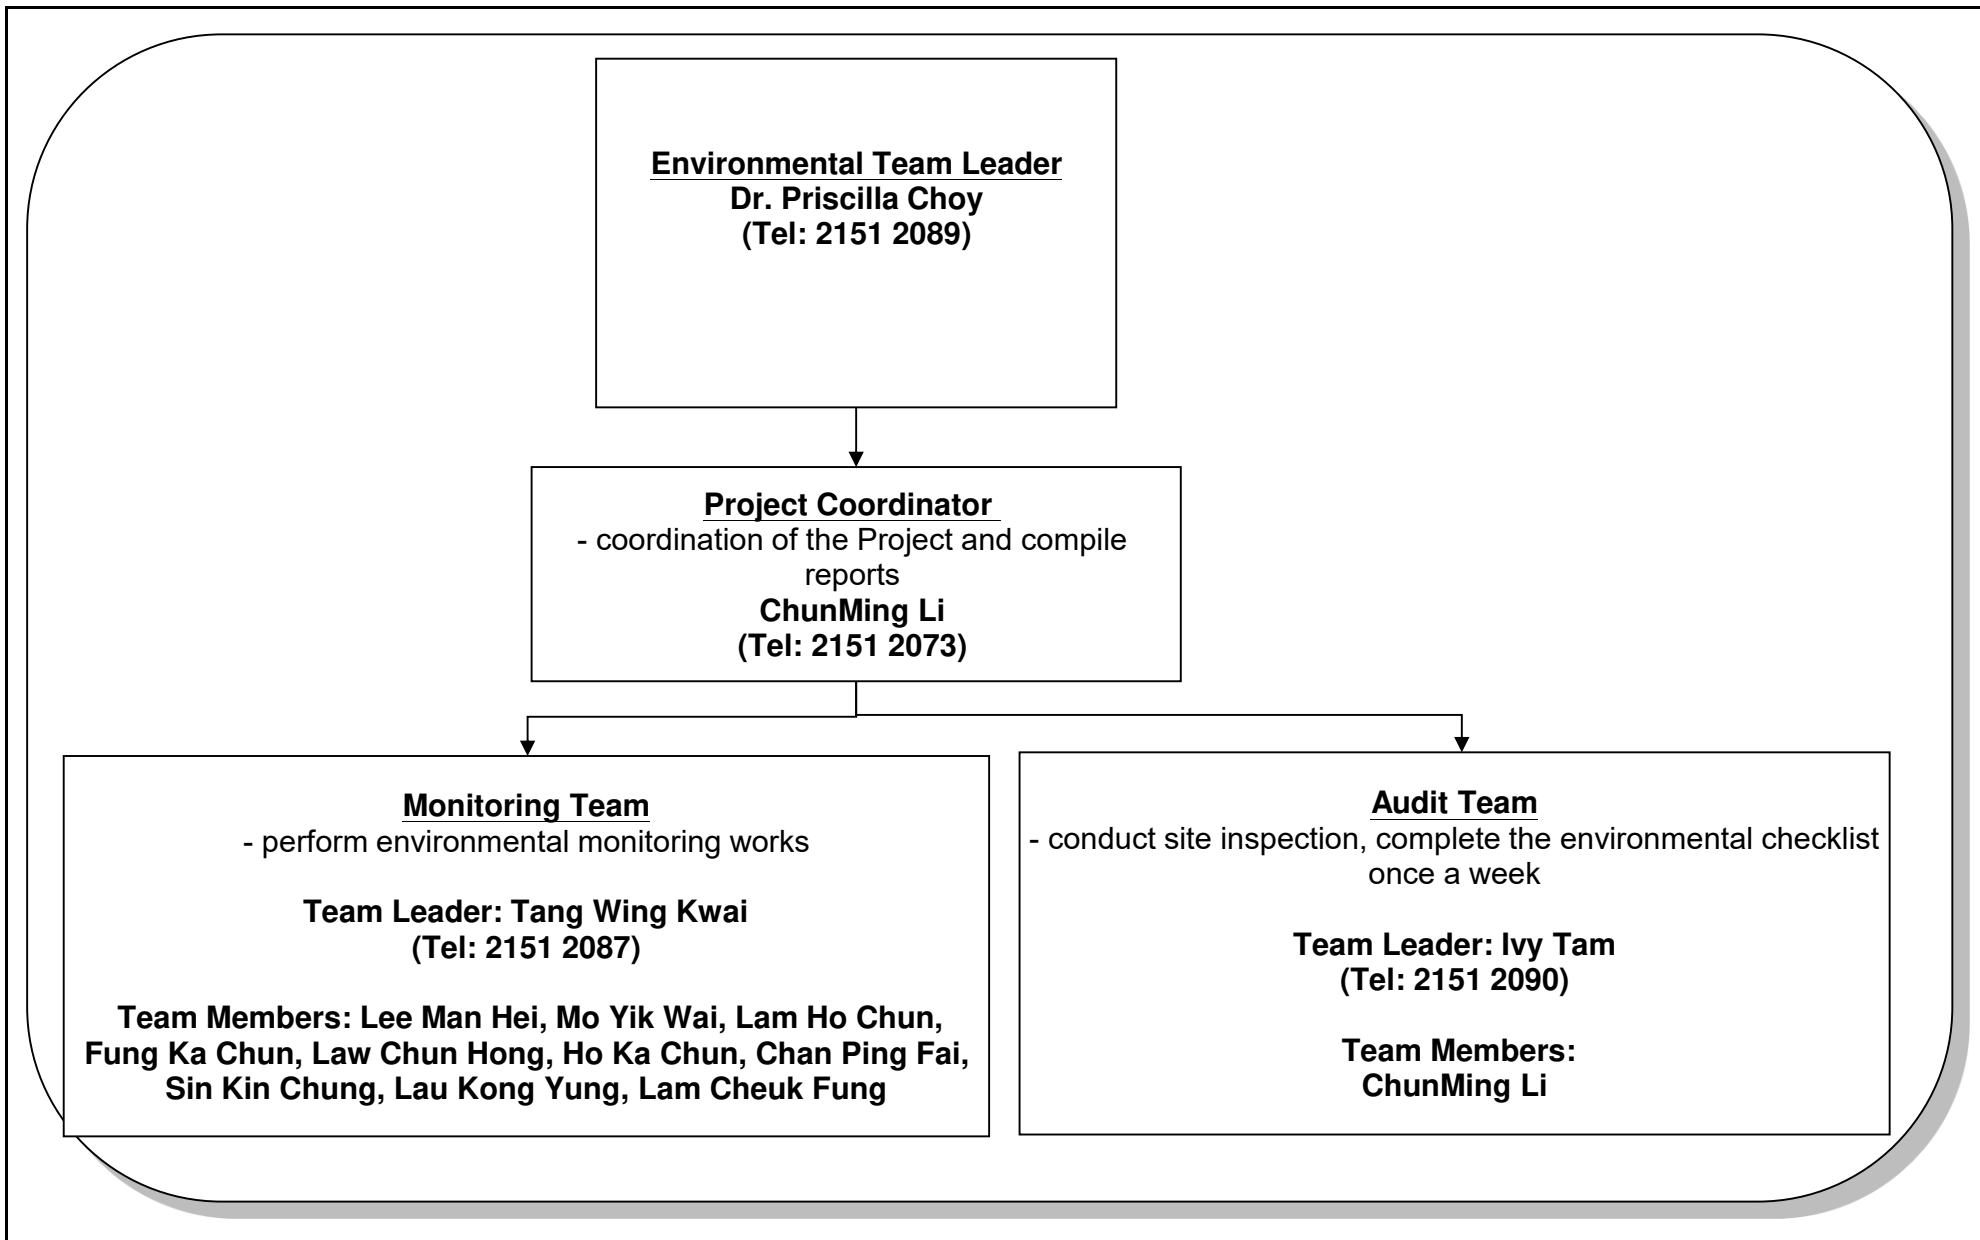 Environmental Team Leader
Dr. Priscilla Choy
(Tel: 2151 2089)
Project Coordinator
- coordination of the Project and compile
reports
ChunMing Li
(Tel: 2151 2073)
Monitoring Team
- perform environmental monitoring works
Team Leader: Tang Wing Kwai
(Tel: 2151 2087)
Team Members: Lee Man Hei, Mo Yik Wai, Lam Ho Chun,
Fung Ka Chun, Law Chun Hong, Ho Ka Chun, Chan Ping Fai,
Sin Kin Chung, Lau Kong Yung, Lam Cheuk Fung
Audit Team
- conduct site inspection, complete the environmental checklist
once a week
Team Leader: Ivy Tam
(Tel: 2151 2090)
Team Members:
ChunMing Li